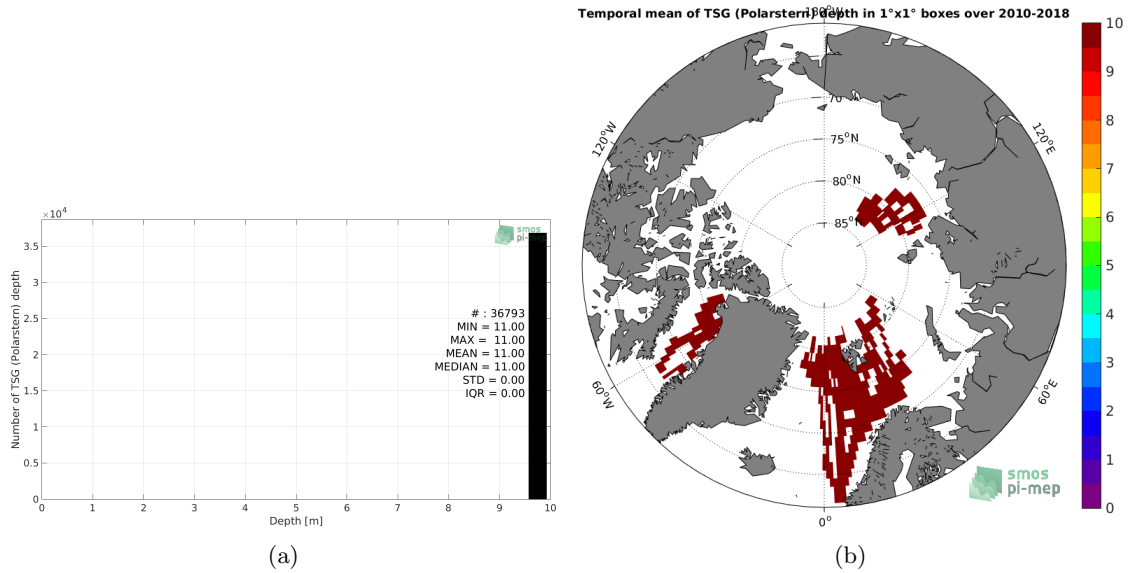 ×10⁴
3.5
3
2.5
2
1.5
1
0.5
0
Number of TSG (Polarstern) depth
smos
pi-mep
# : 36793
MIN = 11.00
MAX = 11.00
MEAN = 11.00
MEDIAN = 11.00
STD = 0.00
IQR = 0.00
0 1 2 3 4 5 6 7 8 9 10
Depth [m]
(a)
Temporal mean of TSG (Polarstern) depth in 1°x1° boxes over 2010-2018
180°W
120°W
120°E
70
75°N
80°N
85°N
60°W
60°E
0°
smos
pi-mep
10
9
8
7
6
5
4
3
2
1
0
(b)